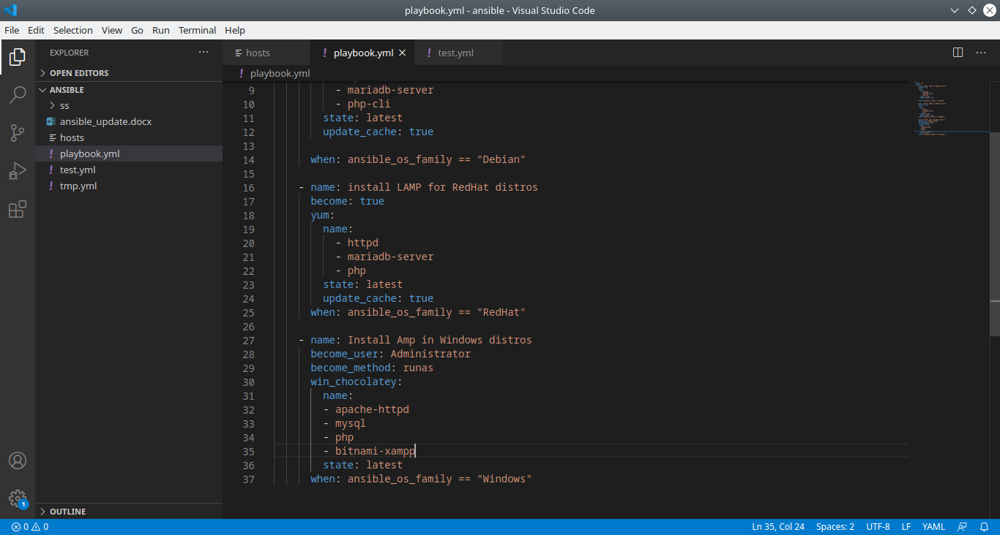 playbook.yml - ansible - Visual Studio Code
File Edit Selection View Go Run Terminal Help
EXPLORER
OPEN EDITORS
ANSIBLE
ss
ansible_update.docx
hosts
! playbook.yml
! test.yml
! tmp.yml
OUTLINE
hosts ! playbook.yml ! test.yml
! playbook.yml
9 - mariadb-server
10 - php-cli
11 state: latest
12 update_cache: true
13
14 when: ansible_os_family == "Debian"
15
16 - name: install LAMP for RedHat distros
17 become: true
18 yum:
19 name:
20 - httpd
21 - mariadb-server
22 - php
23 state: latest
24 update_cache: true
25 when: ansible_os_family == "RedHat"
26
27 - name: Install Amp in Windows distros
28 become_user: Administrator
29 become_method: runas
30 win_chocolatey:
31 name:
32 - apache-httpd
33 - mysql
34 - php
35 - bitnami-xampp
36 state: latest
37 when: ansible_os_family == "Windows"
1
0 0 Ln 35, Col 24 Spaces: 2 UTF-8 LF YAML